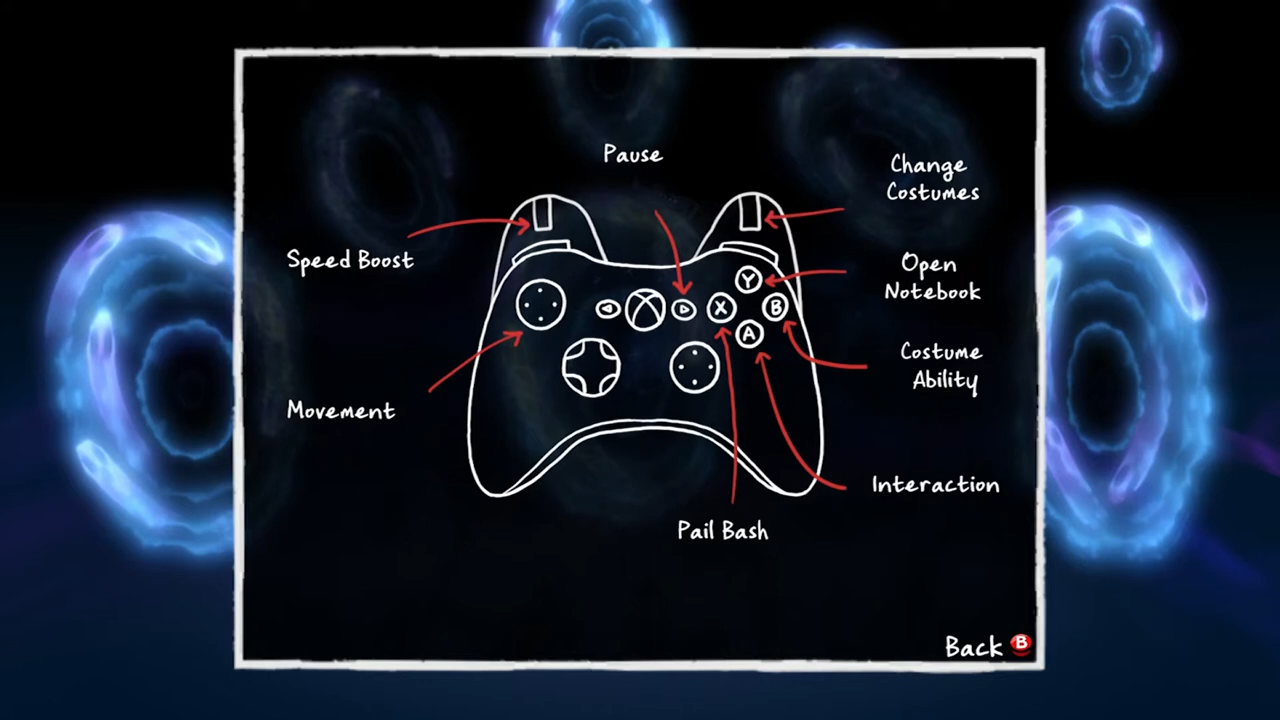 Pause
Change
Costumes
Speed Boost
Open
Notebook
Y
X
B
A
Costume
Ability
Movement
Interaction
Pail Bash
Back B